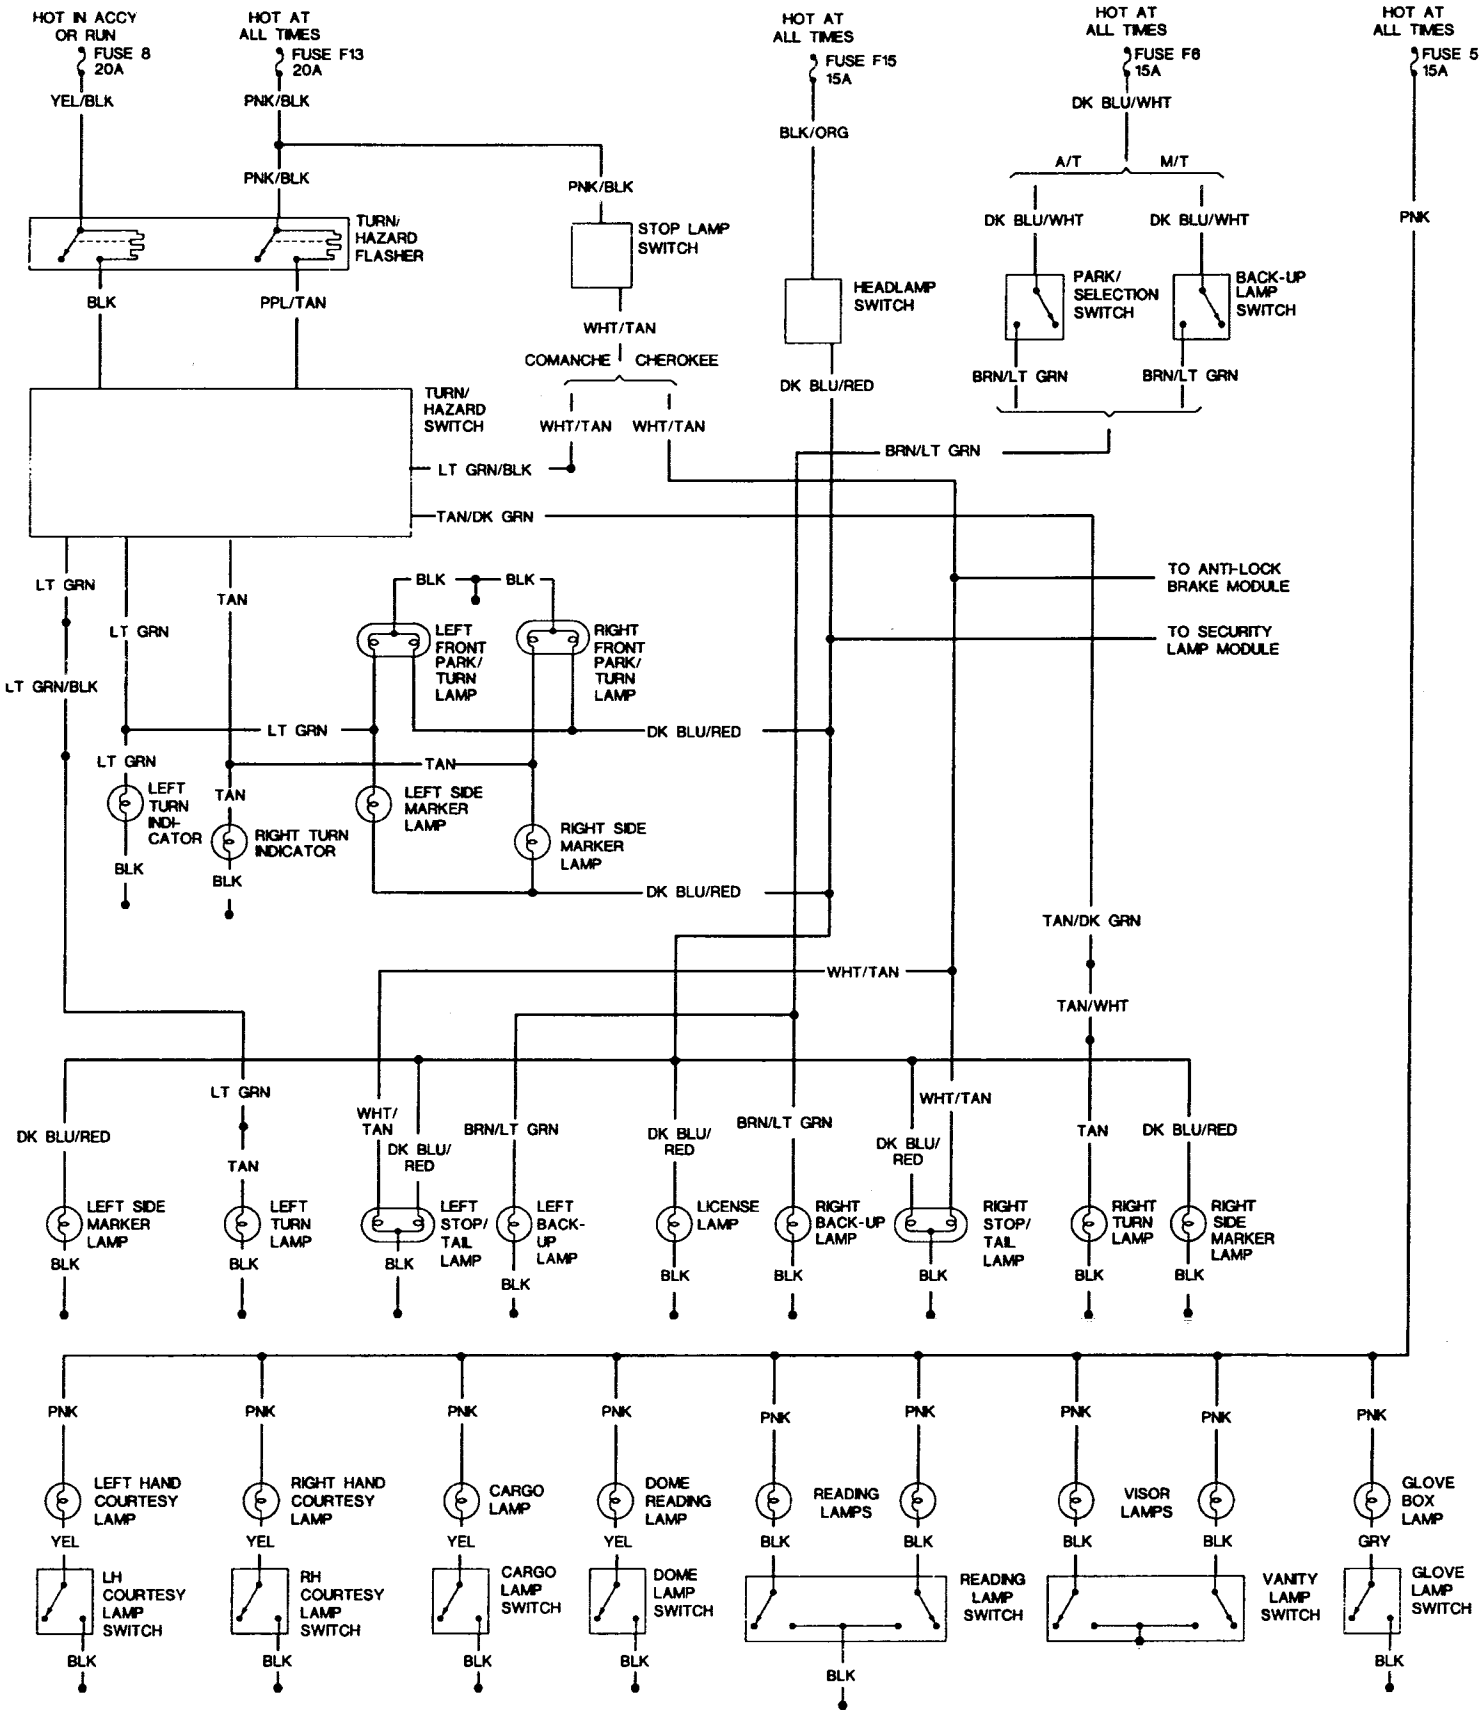 HOT IN ACCY
OR RUN
FUSE 8
20A
YEL/BLK
HOT AT
ALL TIMES
FUSE F13
20A
PNK/BLK
PNK/BLK
PNK/BLK
HOT AT
ALL TIMES
FUSE F15
15A
BLK/ORG
HOT AT
ALL TIMES
FUSE F6
15A
DK BLU/WHT
A/T
M/T
DK BLU/WHT
DK BLU/WHT
HOT AT
ALL TIMES
FUSE 5
15A
PNK
TURN/
HAZARD
FLASHER
STOP LAMP
SWITCH
HEADLAMP
SWITCH
PARK/
SELECTION
SWITCH
BACK-UP
LAMP
SWITCH
BLK
PPL/TAN
WHT/TAN
COMANCHE
CHEROKEE
WHT/TAN
WHT/TAN
DK BLU/RED
BRN/LT GRN
BRN/LT GRN
BRN/LT GRN
TURN/
HAZARD
SWITCH
LT GRN/BLK
TAN/DK GRN
TO ANTI-LOCK
BRAKE MODULE
TO SECURITY
LAMP MODULE
LT GRN
LT GRN
TAN
BLK
BLK
LEFT
FRONT
PARK/
TURN
LAMP
RIGHT
FRONT
PARK/
TURN
LAMP
LT GRN/BLK
LT GRN
DK BLU/RED
LT GRN
TAN
LEFT
TURN
INDI-
CATOR
TAN
RIGHT TURN
INDICATOR
LEFT SIDE
MARKER
LAMP
RIGHT SIDE
MARKER
LAMP
BLK
BLK
DK BLU/RED
TAN/DK GRN
WHT/TAN
TAN/WHT
LT GRN
WHT/
TAN
WHT/TAN
DK BLU/RED
TAN
DK BLU/
RED
BRN/LT GRN
DK BLU/
RED
BRN/LT GRN
DK BLU/
RED
TAN
DK BLU/RED
LEFT SIDE
MARKER
LAMP
LEFT
TURN
LAMP
LEFT
STOP/
TAIL
LAMP
LEFT
BACK-
UP
LAMP
LICENSE
LAMP
RIGHT
BACK-UP
LAMP
RIGHT
STOP/
TAIL
LAMP
RIGHT
TURN
LAMP
RIGHT
SIDE
MARKER
LAMP
BLK
BLK
BLK
BLK
BLK
BLK
BLK
BLK
BLK
PNK
PNK
PNK
PNK
PNK
PNK
PNK
PNK
PNK
LEFT HAND
COURTESY
LAMP
RIGHT HAND
COURTESY
LAMP
CARGO
LAMP
DOME
READING
LAMP
READING
LAMPS
VISOR
LAMPS
GLOVE
BOX
LAMP
YEL
YEL
YEL
YEL
BLK
BLK
BLK
BLK
GRY
LH
COURTESY
LAMP
SWITCH
RH
COURTESY
LAMP
SWITCH
CARGO
LAMP
SWITCH
DOME
LAMP
SWITCH
READING
LAMP
SWITCH
VANITY
LAMP
SWITCH
GLOVE
LAMP
SWITCH
BLK
BLK
BLK
BLK
BLK
BLK